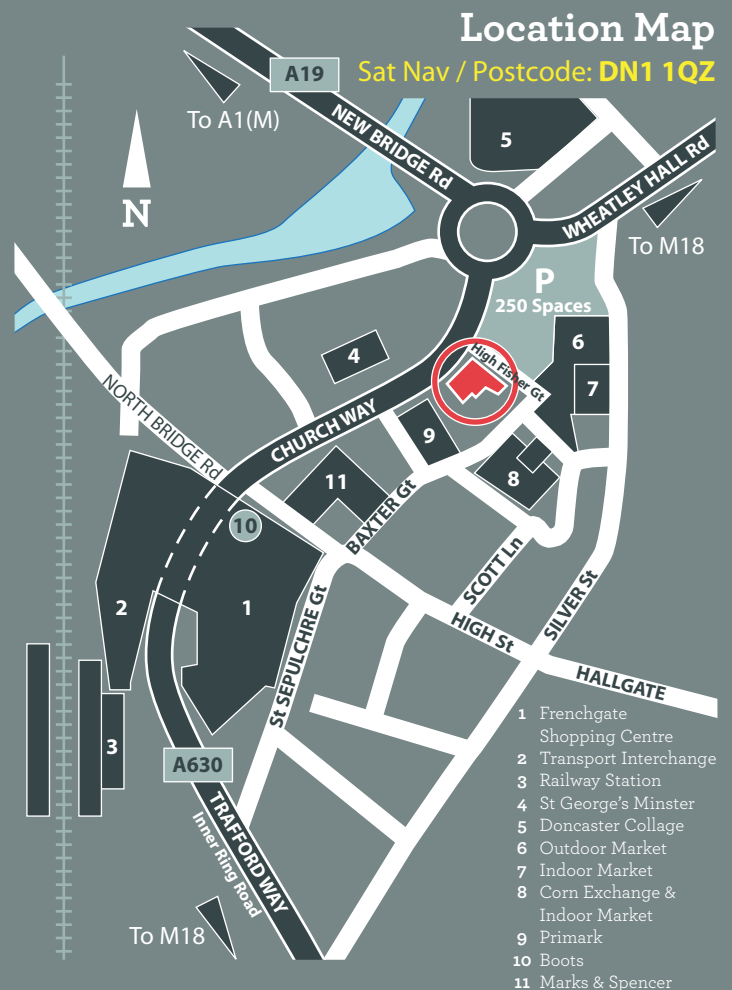 Location Map
Sat Nav / Postcode: DN1 1QZ
A19
To A1(M)
NEW BRIDGE Rd
5
WHEATLEY HALL Rd
To M18
N
P
250 Spaces
6
7
4
High Fisher Gt
NORTH BRIDGE Rd
CHURCH WAY
9
8
11
BAXTER Gt
10
SCOTT Ln
2
1
St SEPULCHRE Gt
HIGH St
SILVER St
HALLGATE
3
A630
TRAFFORD WAY
Inner Ring Road
To M18
1 Frenchgate
Shopping Centre
2 Transport Interchange
3 Railway Station
4 St George's Minster
5 Doncaster Collage
6 Outdoor Market
7 Indoor Market
8 Corn Exchange &
Indoor Market
9 Primark
10 Boots
11 Marks & Spencer